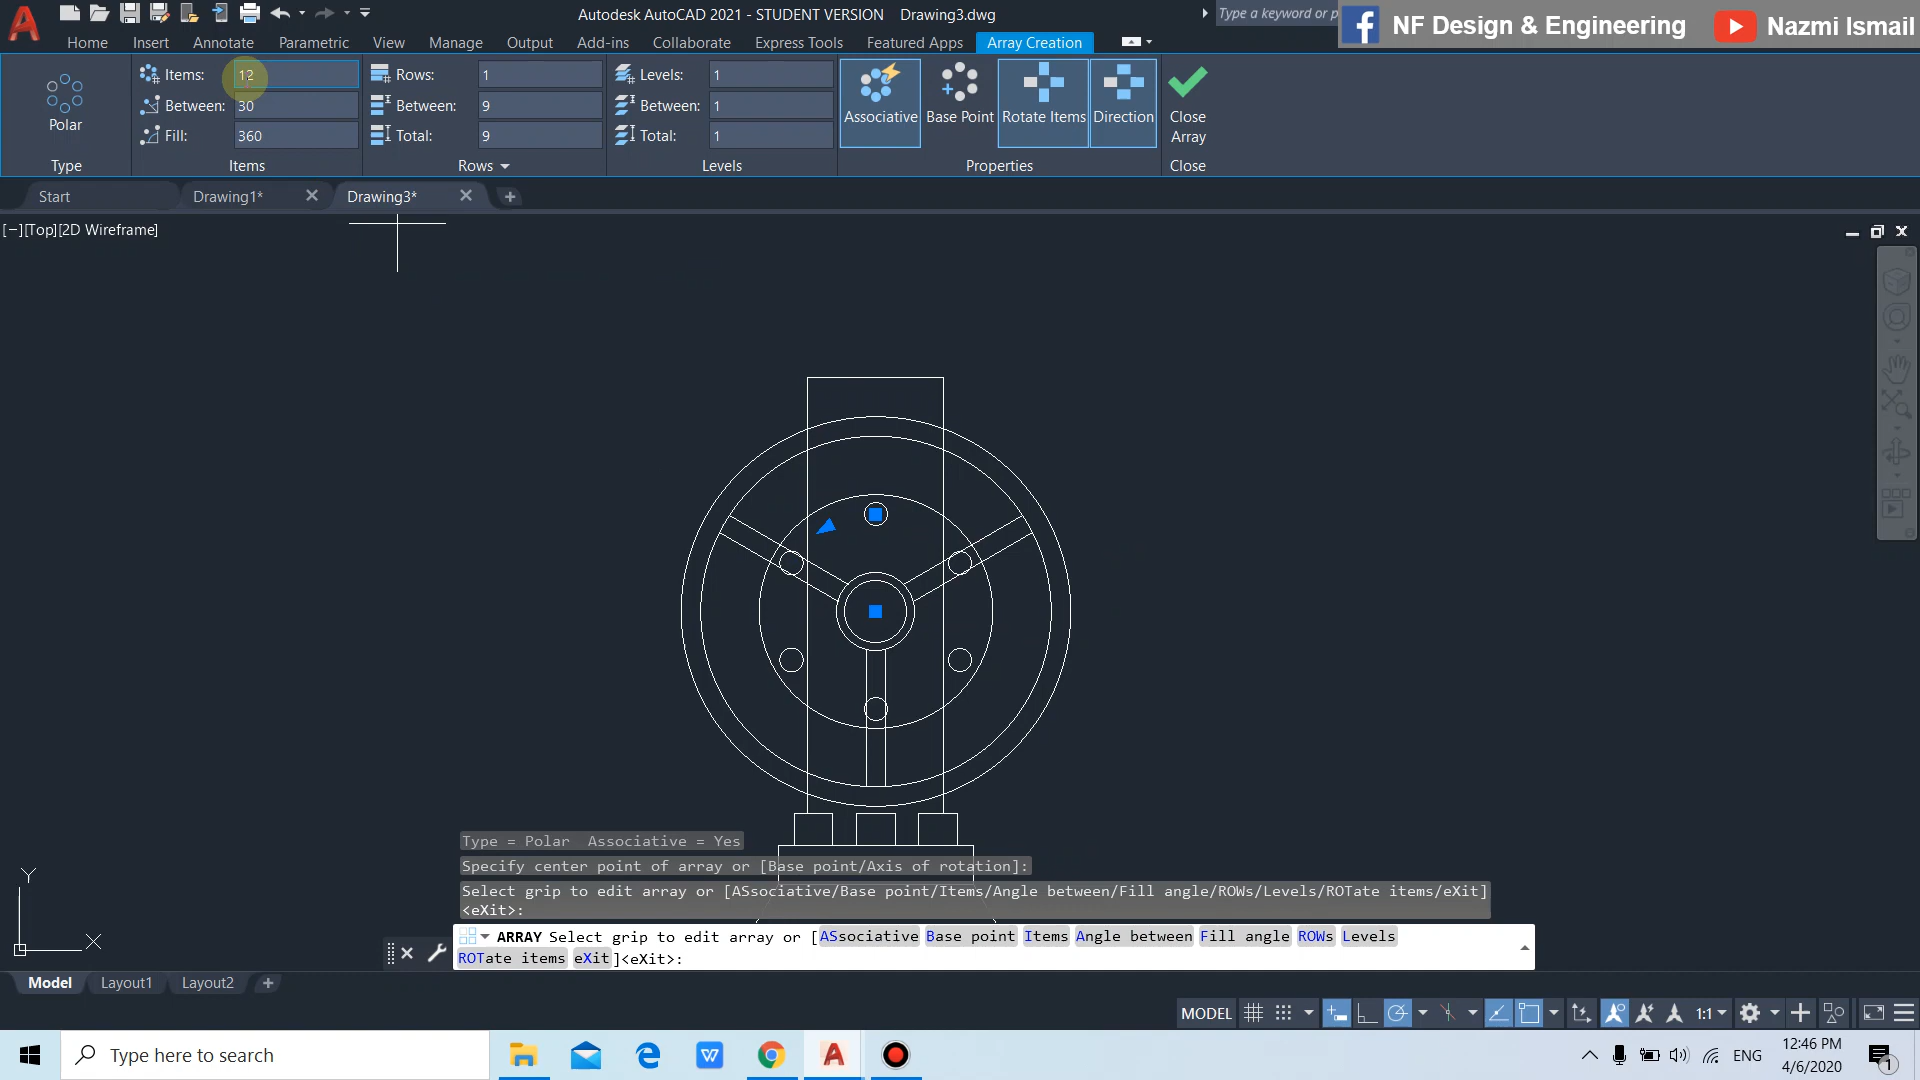 Autodesk AutoCAD 2021 - STUDENT VERSION Drawing3.dwg
Type a keyword or p
NF Design & Engineering
Nazmi Ismail
Home Insert Annotate Parametric View Manage Output Add-ins Collaborate Express Tools Featured Apps Array Creation
Items: 12 Rows: 1 Levels: 1
Between: 30 Between: 9 Between: 1
Fill: 360 Total: 9 Total: 1
Polar
Associative Base Point Rotate Items Direction Close Array
Type Items Rows Levels Properties Close
Start Drawing1* Drawing3*
[−][Top][2D Wireframe]
Type = Polar Associative = Yes
Specify center point of array or [Base point/Axis of rotation]:
Select grip to edit array or [ASsociative/Base point/Items/Angle between/Fill angle/ROWs/Levels/ROTate items/eXit]
<eXit>:
ARRAY Select grip to edit array or [ASsociative Base point Items Angle between Fill angle ROWs Levels
ROTate items eXit]<eXit>:
Y
X
Model Layout1 Layout2
MODEL 1:1
Type here to search
ENG
12:46 PM
4/6/2020
1